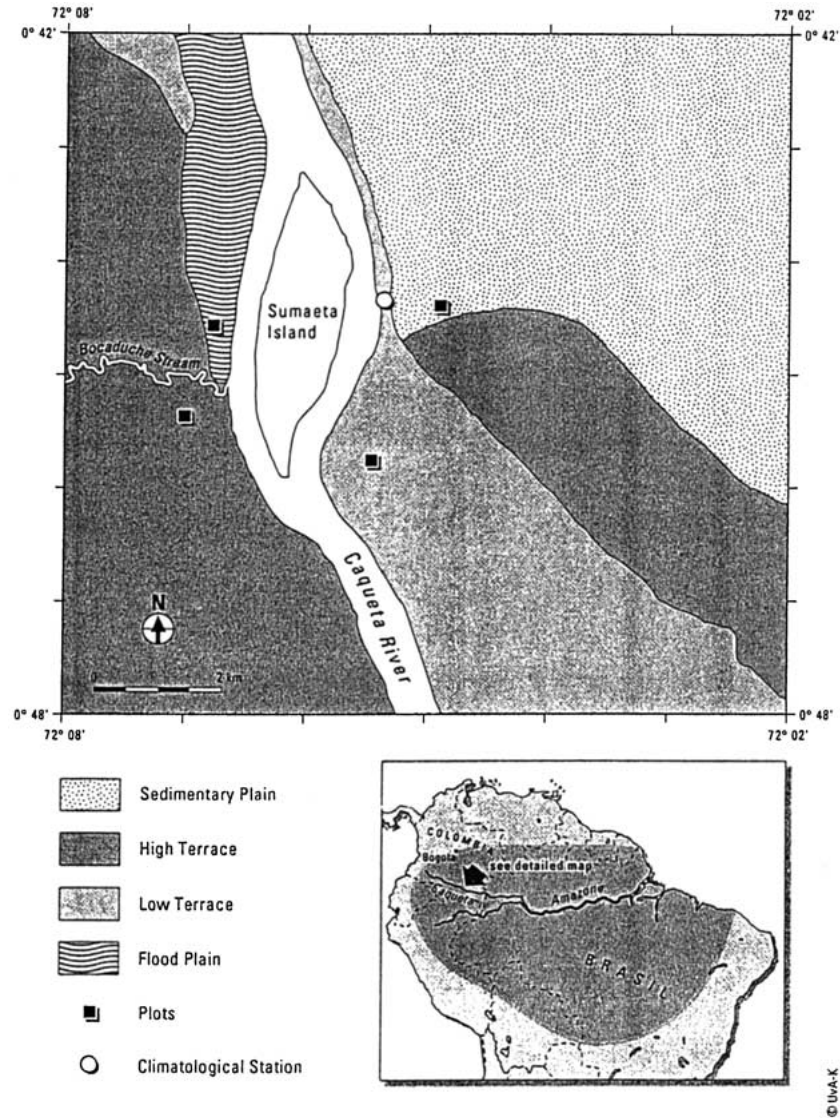 72° 08'
72° 02'
0° 42'
0° 42'
Sumaeta
Island
Bocaduche Stream
Caqueta River
N
0
2 km
0° 48'
0° 48'
72° 08'
72° 02'
Sedimentary Plain
High Terrace
Low Terrace
Flood Plain
Plots
Climatological Station
COLOMBIA
Bogota
see detailed map
Caqueta
Amazone
BRASIL
© UvA-K